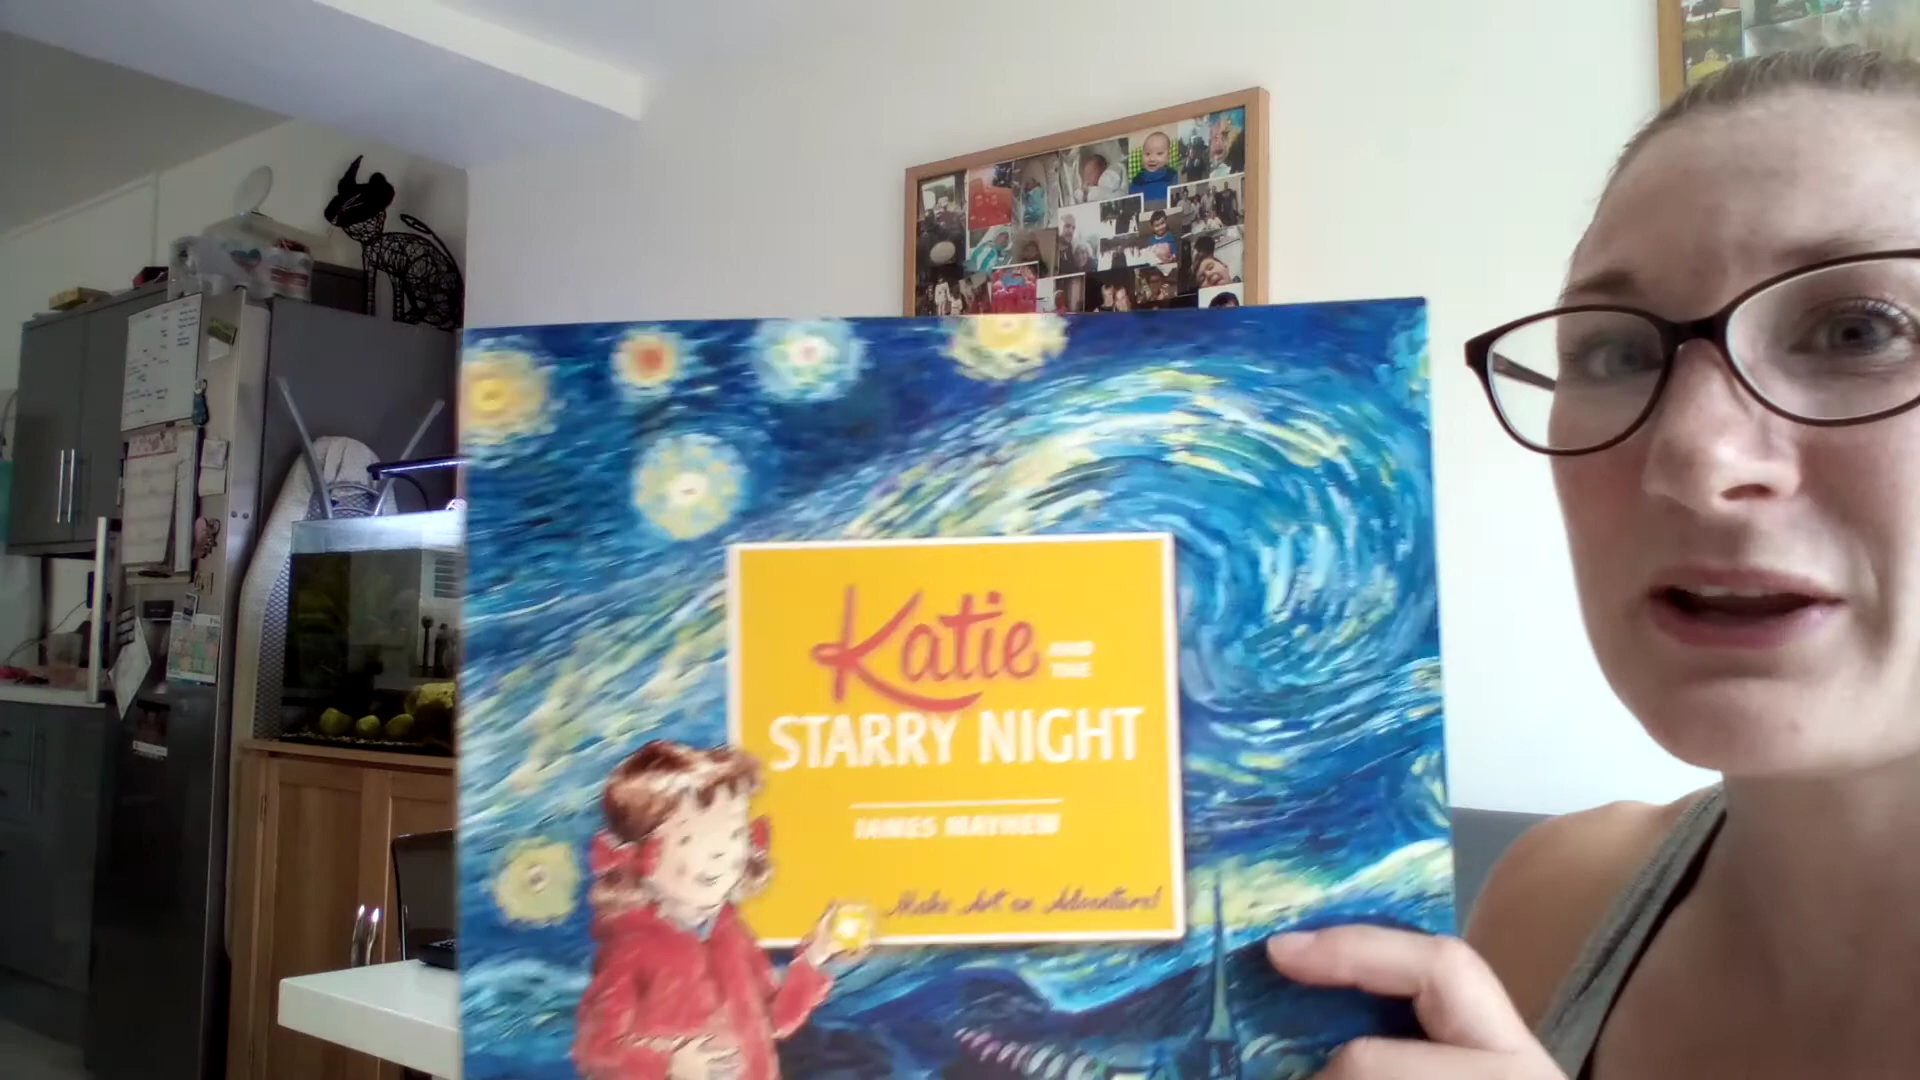 Katie AND
THE
STARRY NIGHT
JAMES MAYHEW
Make Art an Adventure!